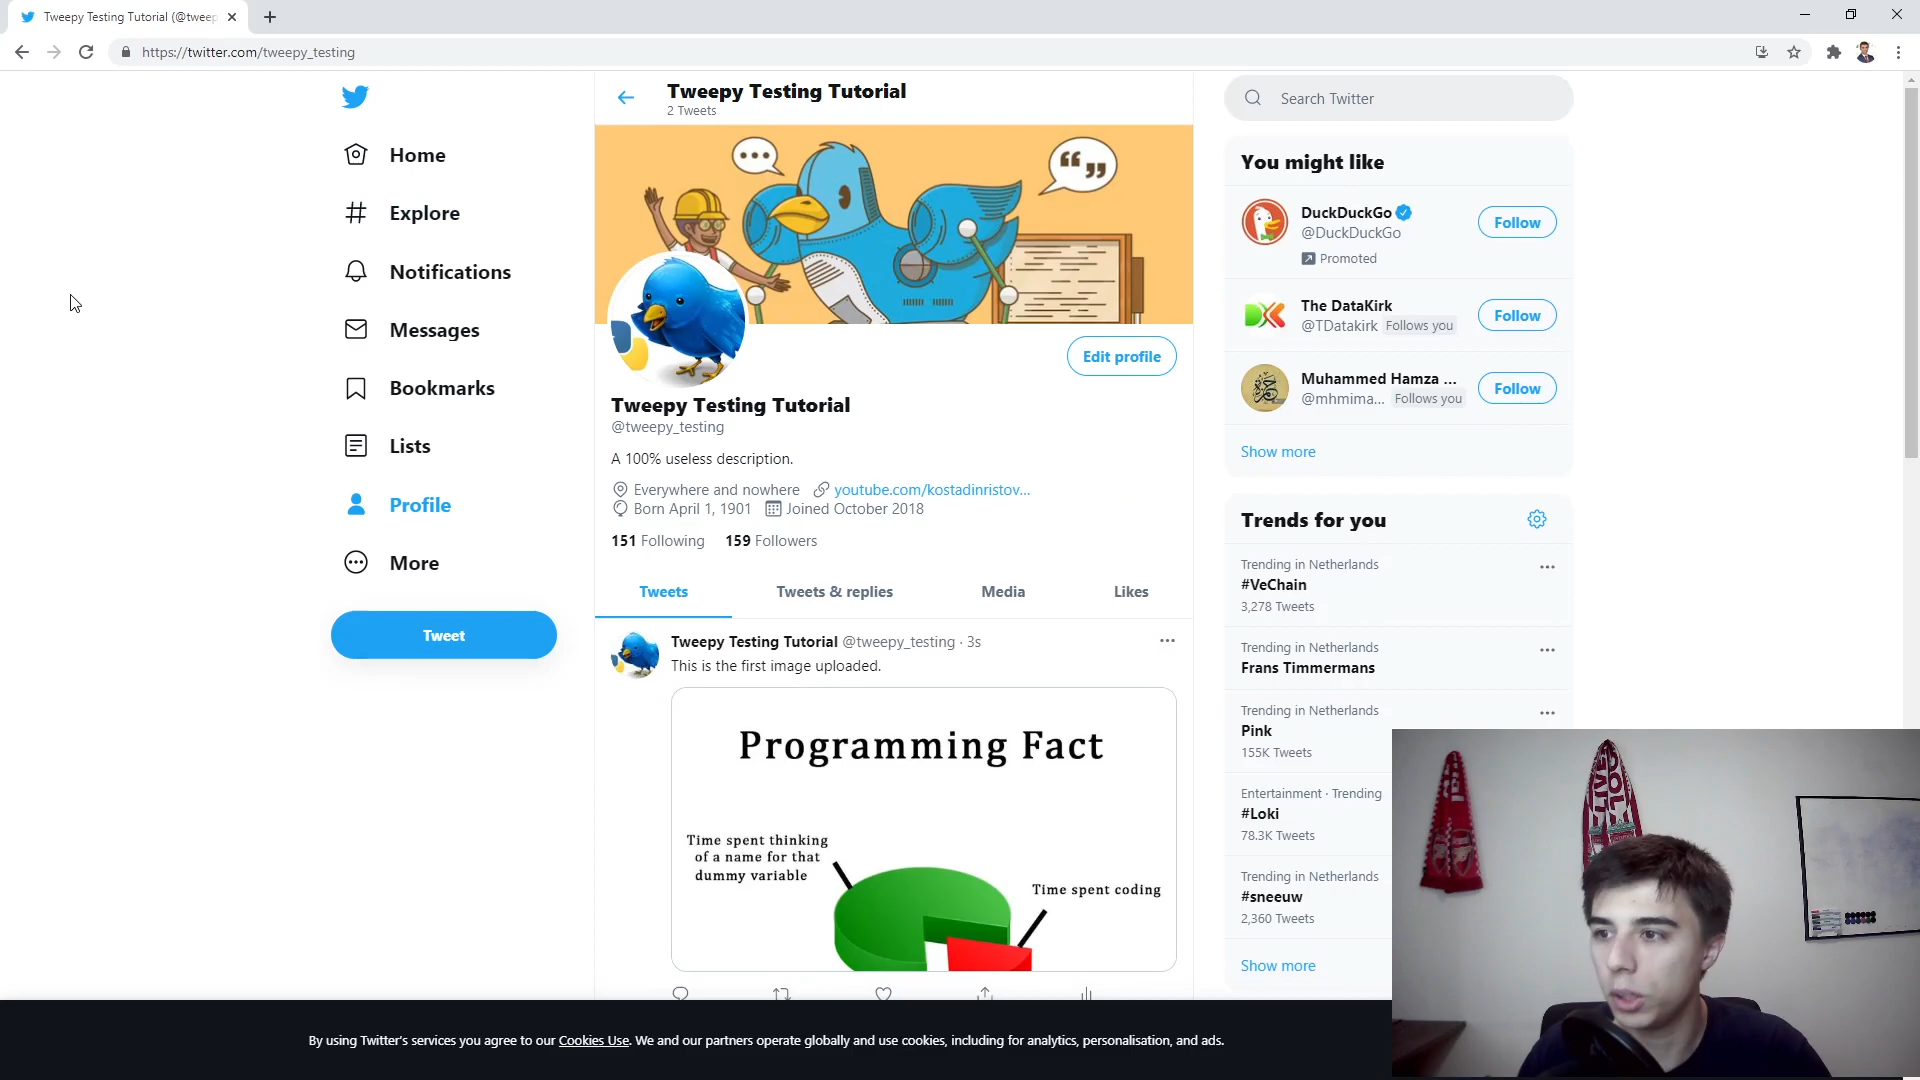 Tweepy Testing Tutorial (@tweep
https://twitter.com/tweepy_testing
Home
Explore
Notifications
Messages
Bookmarks
Lists
Profile
More
Tweet
Tweepy Testing Tutorial
2 Tweets
Edit profile
Tweepy Testing Tutorial
@tweepy_testing
A 100% useless description.
Everywhere and nowhere youtube.com/kostadinristov...
Born April 1, 1901 Joined October 2018
151 Following 159 Followers
Tweets Tweets & replies Media Likes
Tweepy Testing Tutorial @tweepy_testing · 3s
This is the first image uploaded.
Programming Fact
Time spent thinking
of a name for that
dummy variable
Time spent coding
Search Twitter
You might like
DuckDuckGo
@DuckDuckGo
Promoted
Follow
The DataKirk
@TDatakirk Follows you
Follow
Muhammed Hamza ...
@mhmima... Follows you
Follow
Show more
Trends for you
Trending in Netherlands
#VeChain
3,278 Tweets
Trending in Netherlands
Frans Timmermans
Trending in Netherlands
Pink
155K Tweets
Entertainment · Trending
#Loki
78.3K Tweets
Trending in Netherlands
#sneeuw
2,360 Tweets
Show more
By using Twitter's services you agree to our Cookies Use. We and our partners operate globally and use cookies, including for analytics, personalisation, and ads.